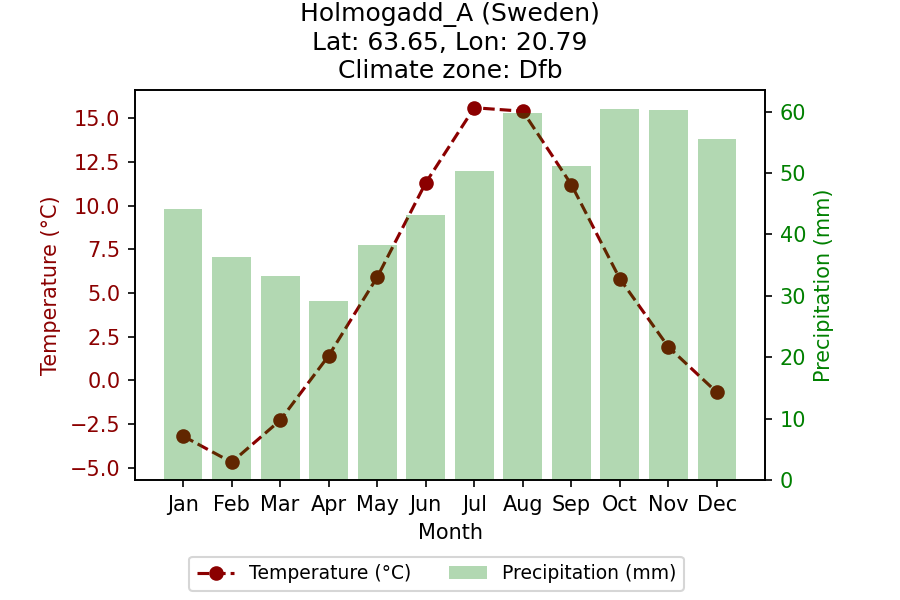 Holmogadd_A (Sweden)
Lat: 63.65, Lon: 20.79
Climate zone: Dfb
Temperature (°C)
15.0
12.5
10.0
7.5
5.0
2.5
0.0
−2.5
−5.0
Precipitation (mm)
60
50
40
30
20
10
0
Jan Feb Mar Apr May Jun Jul Aug Sep Oct Nov Dec
Month
Temperature (°C) Precipitation (mm)